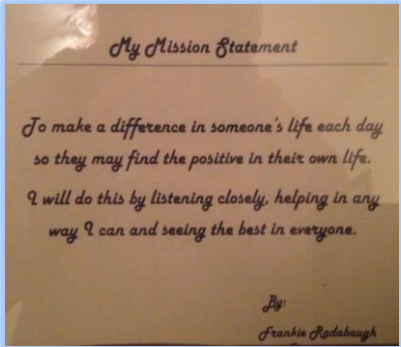 My Mission Statement
To make a difference in someone's life each day
so they may find the positive in their own life.
I will do this by listening closely, helping in any
way I can and seeing the best in everyone.
By:
Frankie Rudabaugh